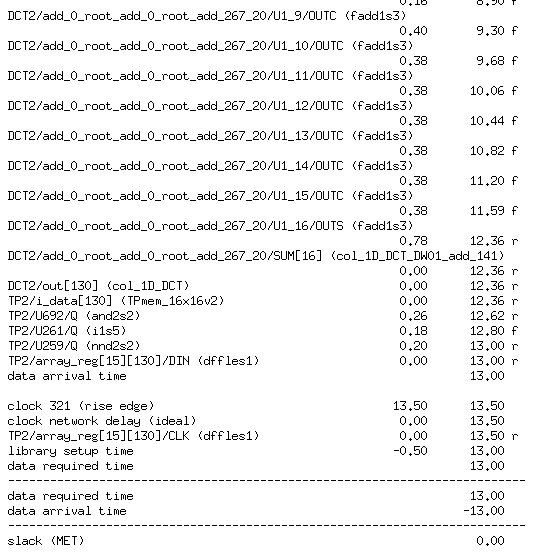 0.16 8.90 f
DCT2/add_0_root_add_0_root_add_267_20/U1_9/OUTC (fadd1s3)
0.40 9.30 f
DCT2/add_0_root_add_0_root_add_267_20/U1_10/OUTC (fadd1s3)
0.38 9.68 f
DCT2/add_0_root_add_0_root_add_267_20/U1_11/OUTC (fadd1s3)
0.38 10.06 f
DCT2/add_0_root_add_0_root_add_267_20/U1_12/OUTC (fadd1s3)
0.38 10.44 f
DCT2/add_0_root_add_0_root_add_267_20/U1_13/OUTC (fadd1s3)
0.38 10.82 f
DCT2/add_0_root_add_0_root_add_267_20/U1_14/OUTC (fadd1s3)
0.38 11.20 f
DCT2/add_0_root_add_0_root_add_267_20/U1_15/OUTC (fadd1s3)
0.38 11.59 f
DCT2/add_0_root_add_0_root_add_267_20/U1_16/OUTS (fadd1s3)
0.78 12.36 r
DCT2/add_0_root_add_0_root_add_267_20/SUM[16] (col_1D_DCT_DW01_add_141)
0.00 12.36 r
DCT2/out[130] (col_1D_DCT) 0.00 12.36 r
TP2/i_data[130] (TPmem_16x16v2) 0.00 12.36 r
TP2/U692/Q (and2s2) 0.26 12.62 r
TP2/U261/Q (i1s5) 0.18 12.80 f
TP2/U259/Q (nnd2s2) 0.20 13.00 r
TP2/array_reg[15][130]/DIN (dffles1) 0.00 13.00 r
data arrival time 13.00
clock 321 (rise edge) 13.50 13.50
clock network delay (ideal) 0.00 13.50
TP2/array_reg[15][130]/CLK (dffles1) 0.00 13.50 r
library setup time -0.50 13.00
data required time 13.00
--------------------------------------------------------------------------
data required time 13.00
data arrival time -13.00
--------------------------------------------------------------------------
slack (MET) 0.00